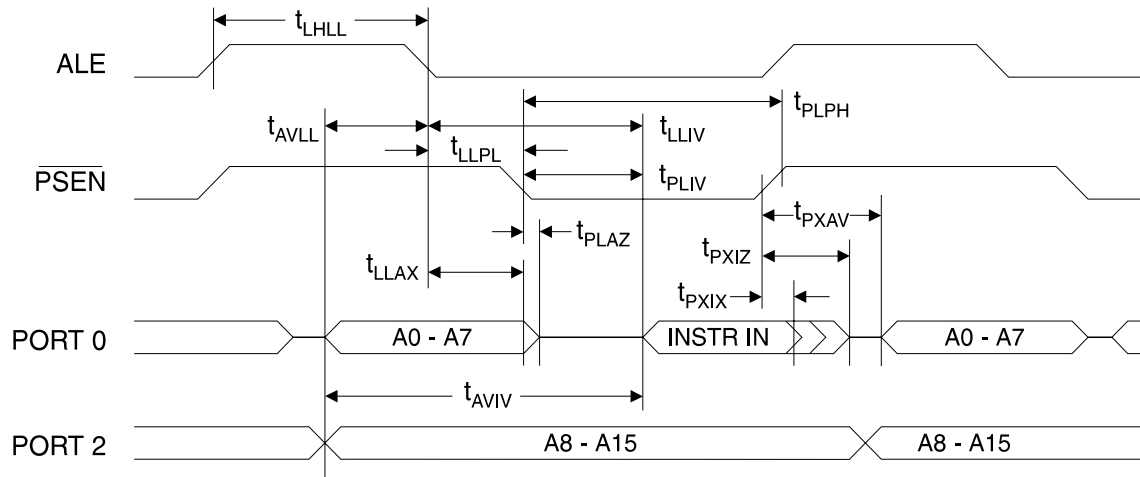 tLHLL
ALE
tPLPH
tAVLL
tLLIV
tLLPL
PSEN
tPLIV
tPXAV
tPLAZ
tPXIZ
tLLAX
tPXIX
PORT 0
A0 - A7
INSTR IN
A0 - A7
tAVIV
PORT 2
A8 - A15
A8 - A15